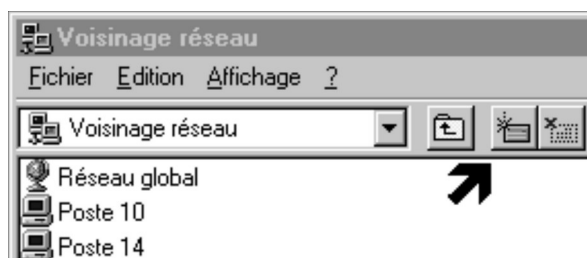 Voisinage réseau
Fichier Edition Affichage ?
Voisinage réseau
Réseau global
Poste 10
Poste 14